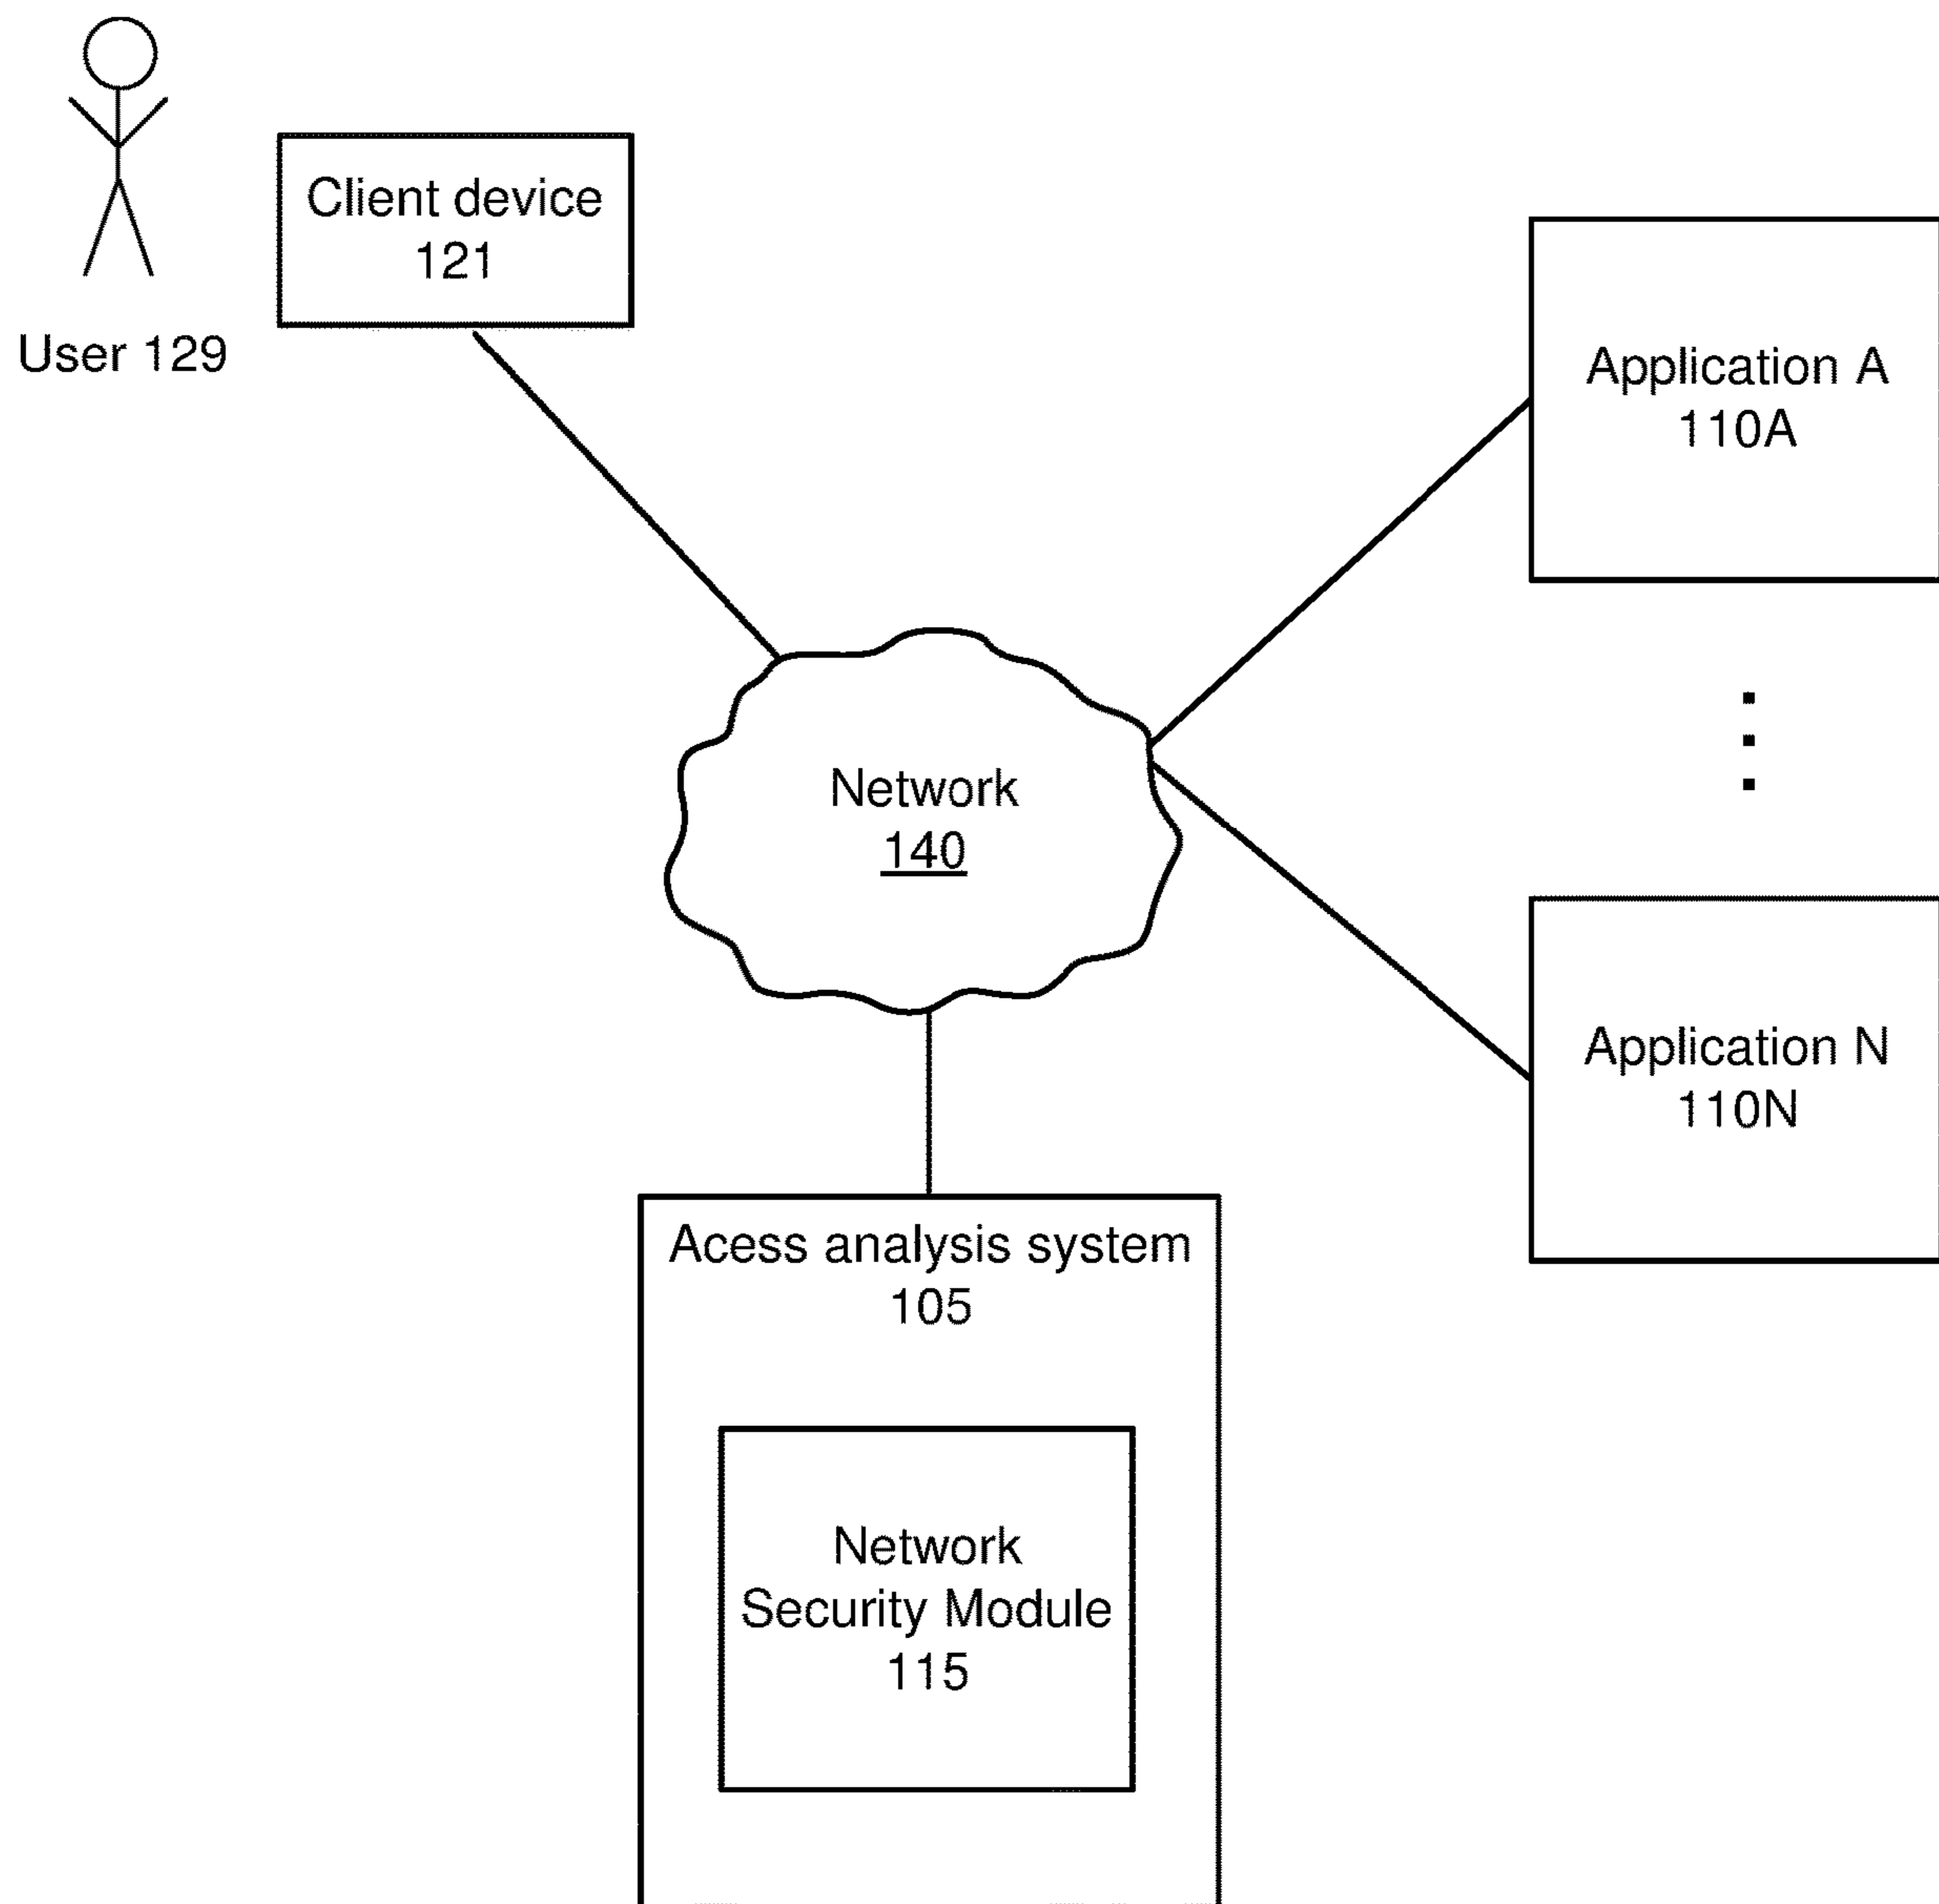 User 129
Client device
121
Application A
110A
Network
140
Application N
110N
Acess analysis system
105
Network
Security Module
115